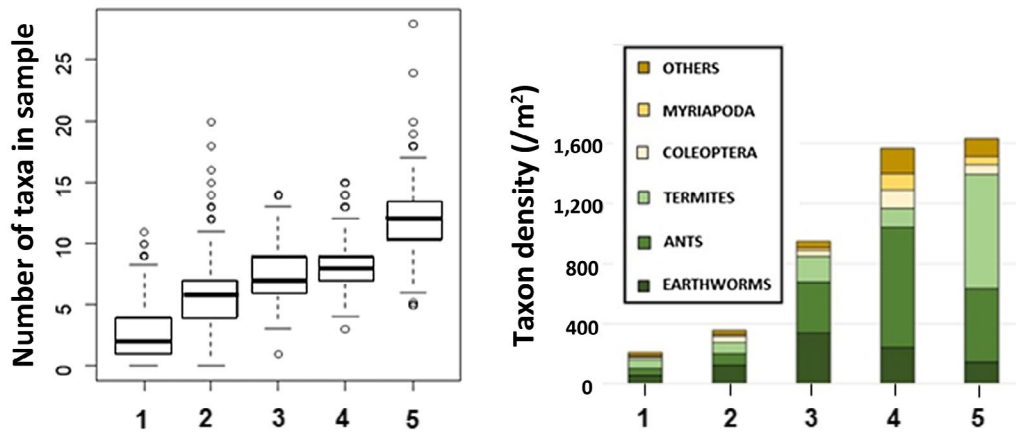 Number of taxa in sample
25
20
15
10
5
0
1 2 3 4 5
Taxon density (/m²)
1,600
1,200
800
400
0
OTHERS
MYRIAPODA
COLEOPTERA
TERMITES
ANTS
EARTHWORMS
1 2 3 4 5